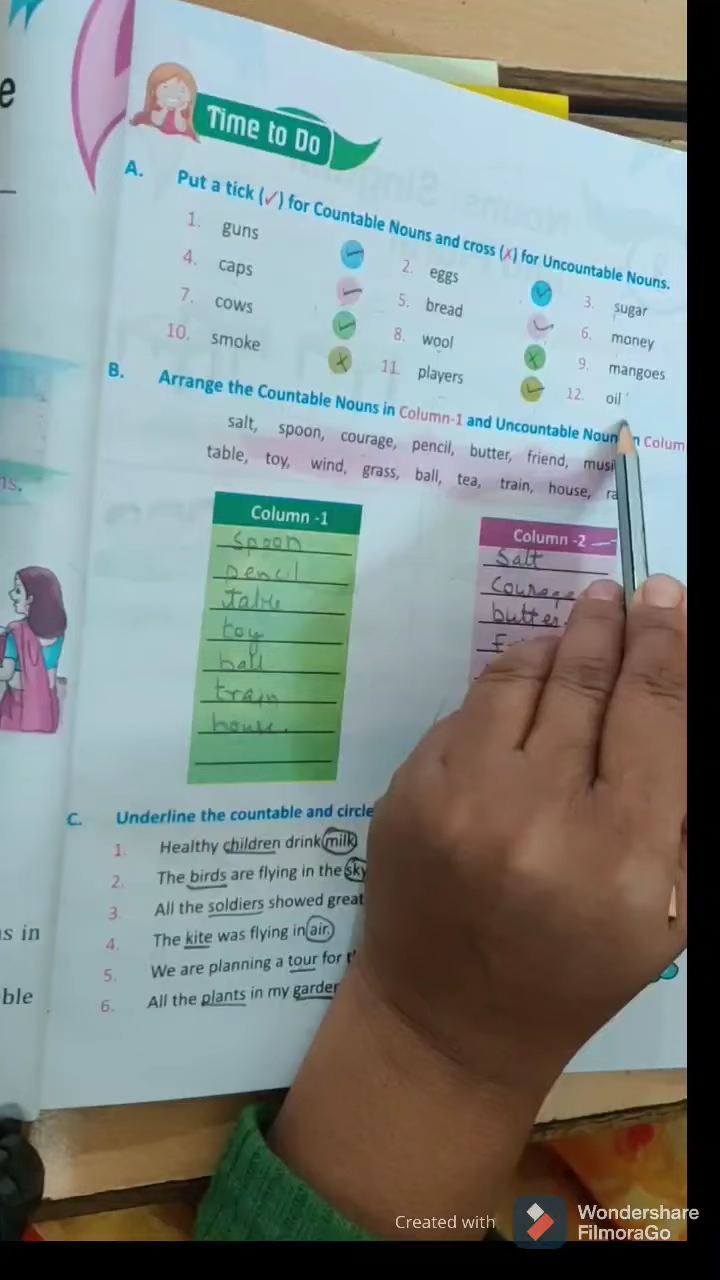 e
Time to Do
A. Put a tick (✓) for Countable Nouns and cross (✗) for Uncountable Nouns.
1. guns ✓ 2. eggs ✓ 3. sugar
4. caps ✓ 5. bread ✓ 6. money
7. cows ✓ 8. wool ✗ 9. mangoes
10. smoke ✗ 11. players ✓ 12. oil
B. Arrange the Countable Nouns in Column-1 and Uncountable Noun n Colum
salt, spoon, courage, pencil, butter, friend, musi
table, toy, wind, grass, ball, tea, train, house, ra
Column -1
spoon
pencil
table
toy
ball
train
house.
Column -2
Salt
Courage
butter
ns.
C. Underline the countable and circle
1. Healthy children drink milk
2. The birds are flying in the sky
3. All the soldiers showed great
4. The kite was flying in air.
5. We are planning a tour for t
6. All the plants in my garden
s in
ble
Created with Wondershare FilmoraGo